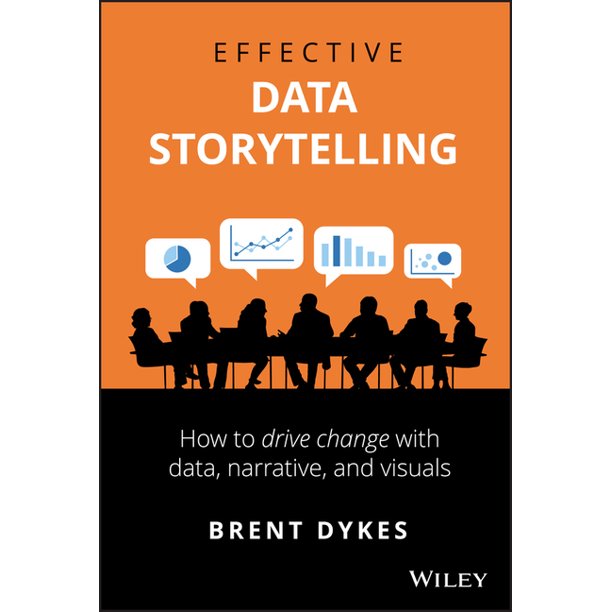 EFFECTIVE
DATA
STORYTELLING
How to drive change with
data, narrative, and visuals
BRENT DYKES
WILEY